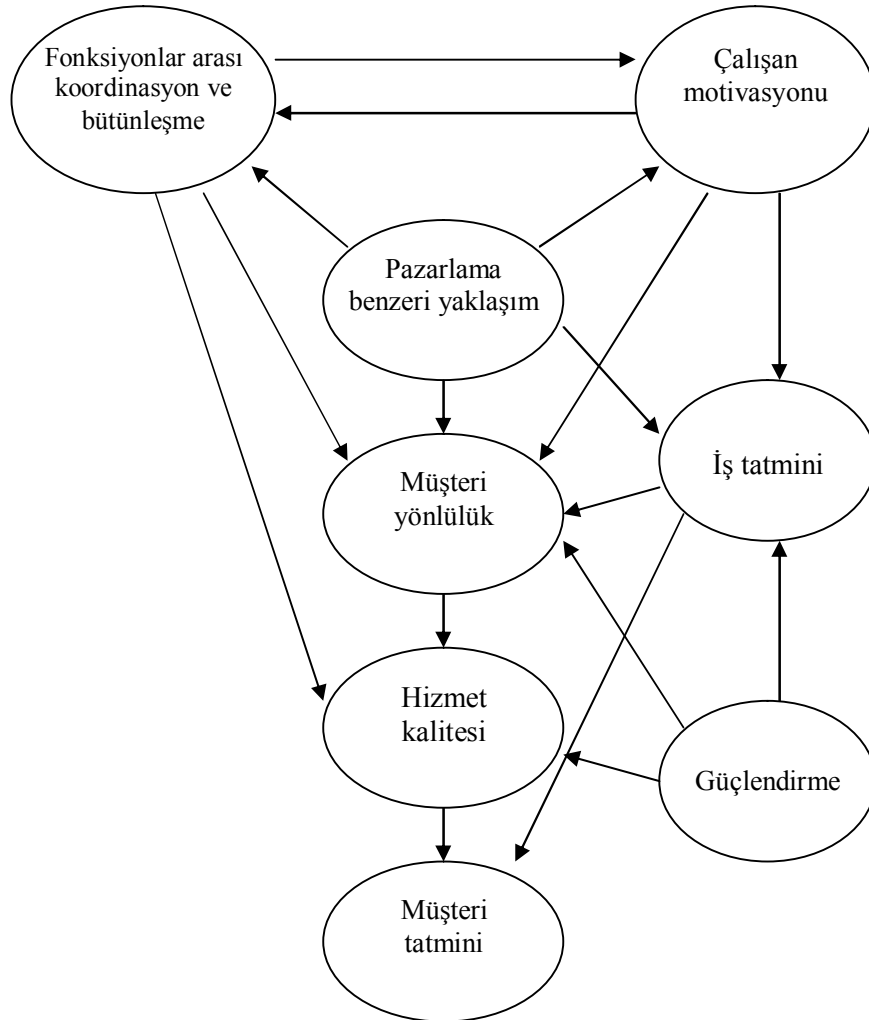 Fonksiyonlar arası
koordinasyon ve
bütünleşme
Çalışan
motivasyonu
Pazarlama
benzeri yaklaşım
Müşteri
yönlülük
İş tatmini
Hizmet
kalitesi
Güçlendirme
Müşteri
tatmini